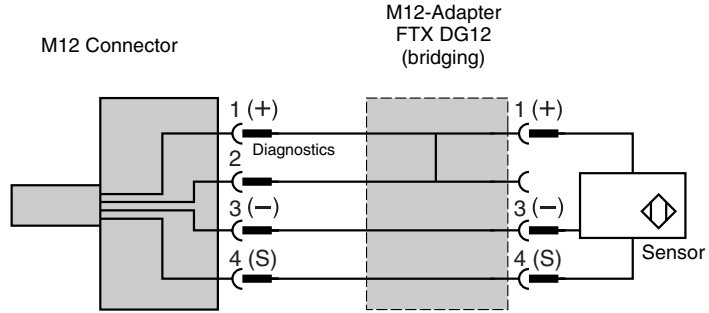 M12-Adapter
FTX DG12
(bridging)
M12 Connector
1 (+)
1 (+)
Diagnostics
2
3 (−)
3 (−)
4 (S)
4 (S)
Sensor